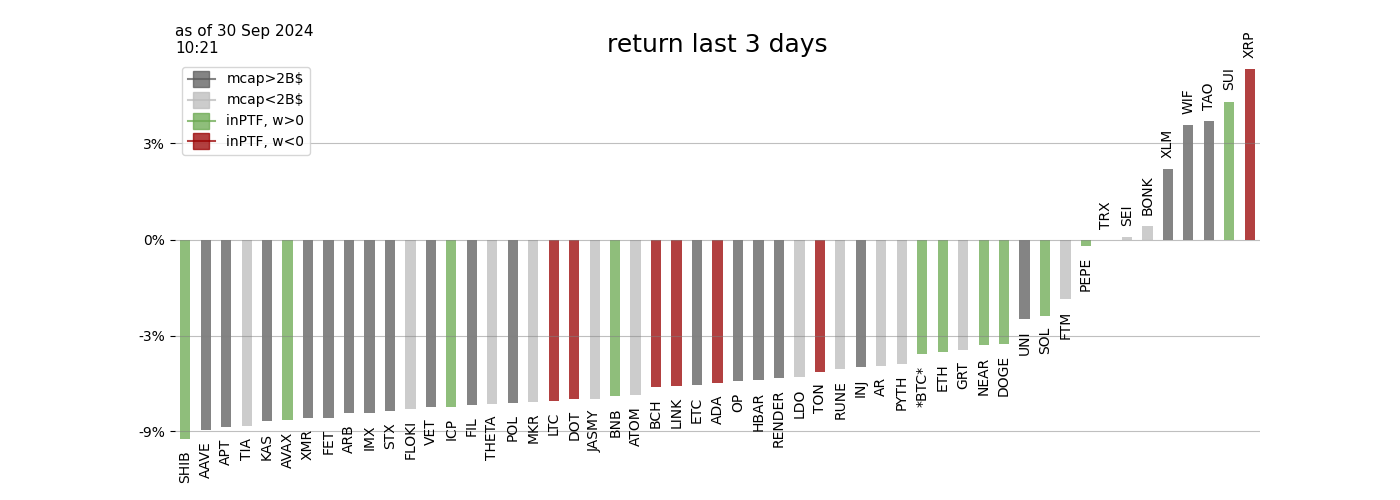 as of 30 Sep 2024
10:21
return last 3 days
mcap>2B$
mcap<2B$
inPTF, w>0
inPTF, w<0
3%
0%
-3%
-9%
SHIB
AAVE
APT
TIA
KAS
AVAX
XMR
FET
ARB
IMX
STX
FLOKI
VET
ICP
FIL
THETA
POL
MKR
LTC
DOT
JASMY
BNB
ATOM
BCH
LINK
ETC
ADA
OP
HBAR
RENDER
LDO
TON
RUNE
INJ
AR
PYTH
*BTC*
ETH
GRT
NEAR
DOGE
UNI
SOL
FTM
PEPE
TRX
SEI
BONK
XLM
WIF
TAO
SUI
XRP